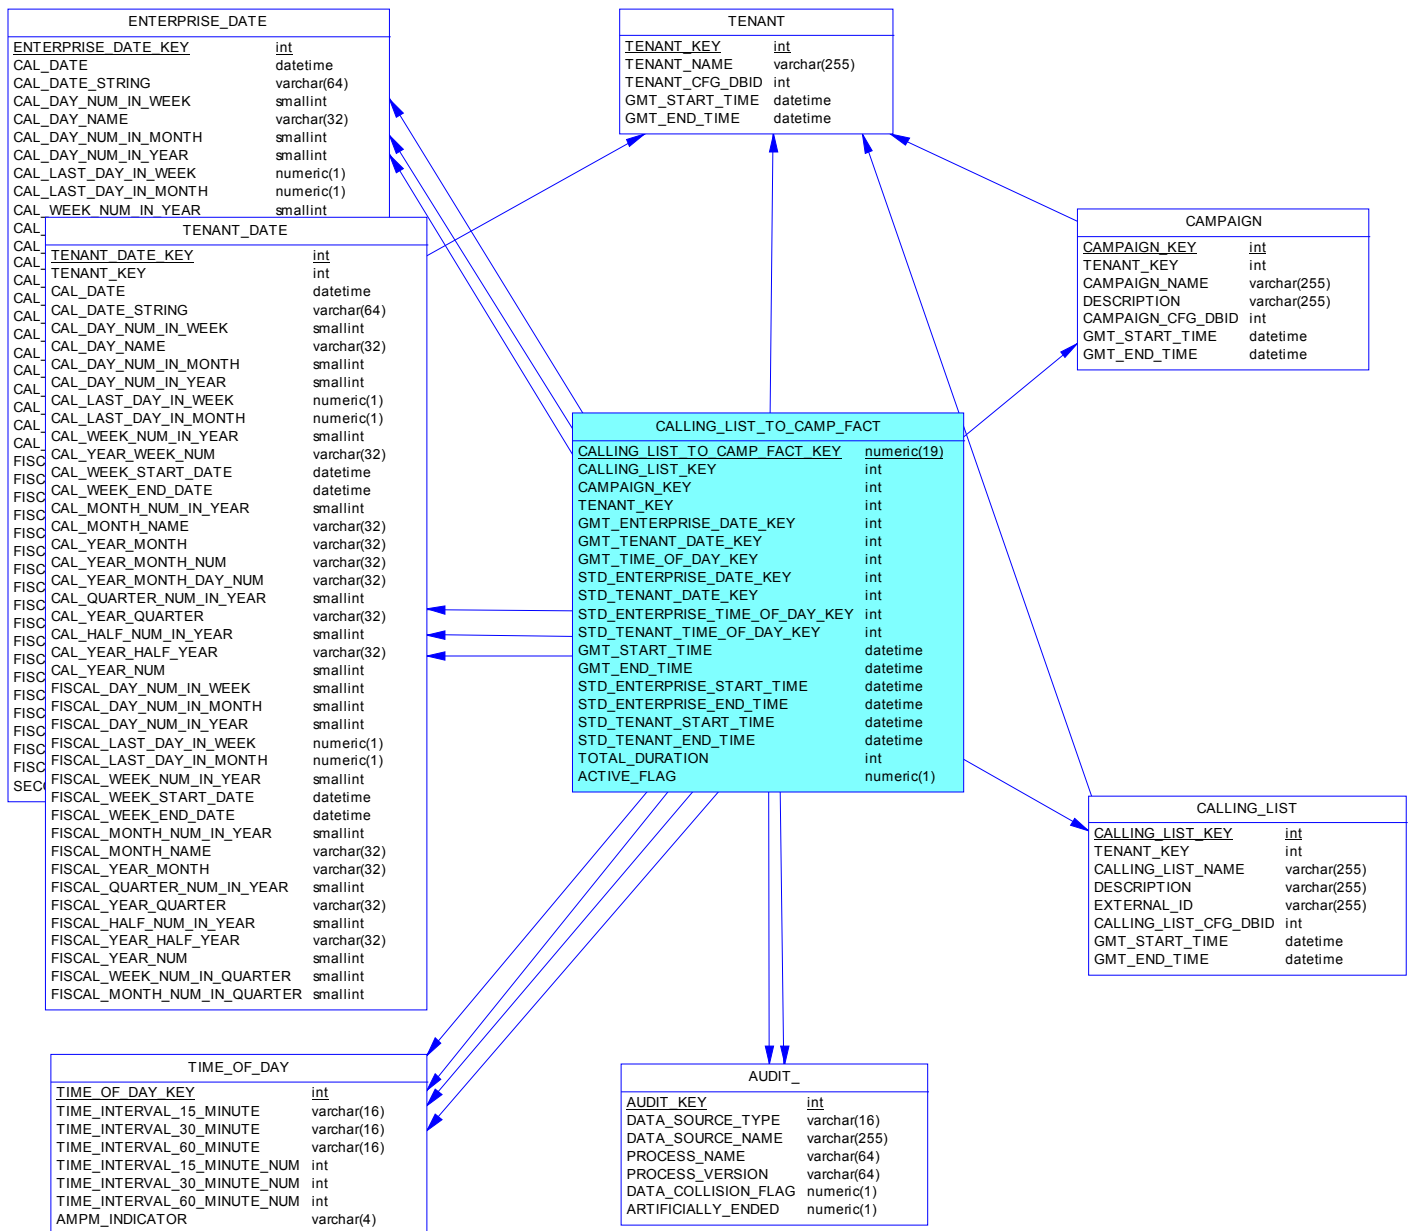 ENTERPRISE_DATE
ENTERPRISE_DATE_KEY int
CAL_DATE datetime
CAL_DATE_STRING varchar(64)
CAL_DAY_NUM_IN_WEEK smallint
CAL_DAY_NAME varchar(32)
CAL_DAY_NUM_IN_MONTH smallint
CAL_DAY_NUM_IN_YEAR smallint
CAL_LAST_DAY_IN_WEEK numeric(1)
CAL_LAST_DAY_IN_MONTH numeric(1)
CAL_WEEK_NUM_IN_YEAR smallint
TENANT_DATE
TENANT_DATE_KEY int
TENANT_KEY int
CAL_DATE datetime
CAL_DATE_STRING varchar(64)
CAL_DAY_NUM_IN_WEEK smallint
CAL_DAY_NAME varchar(32)
CAL_DAY_NUM_IN_MONTH smallint
CAL_DAY_NUM_IN_YEAR smallint
CAL_LAST_DAY_IN_WEEK numeric(1)
CAL_LAST_DAY_IN_MONTH numeric(1)
CAL_WEEK_NUM_IN_YEAR smallint
CAL_YEAR_WEEK_NUM varchar(32)
CAL_WEEK_START_DATE datetime
CAL_WEEK_END_DATE datetime
CAL_MONTH_NUM_IN_YEAR smallint
CAL_MONTH_NAME varchar(32)
CAL_YEAR_MONTH varchar(32)
CAL_YEAR_MONTH_NUM varchar(32)
CAL_YEAR_MONTH_DAY_NUM varchar(32)
CAL_QUARTER_NUM_IN_YEAR smallint
CAL_YEAR_QUARTER varchar(32)
CAL_HALF_NUM_IN_YEAR smallint
CAL_YEAR_HALF_YEAR varchar(32)
CAL_YEAR_NUM smallint
FISCAL_DAY_NUM_IN_WEEK smallint
FISCAL_DAY_NUM_IN_MONTH smallint
FISCAL_DAY_NUM_IN_YEAR smallint
FISCAL_LAST_DAY_IN_WEEK numeric(1)
FISCAL_LAST_DAY_IN_MONTH numeric(1)
FISCAL_WEEK_NUM_IN_YEAR smallint
FISCAL_WEEK_START_DATE datetime
FISCAL_WEEK_END_DATE datetime
FISCAL_MONTH_NUM_IN_YEAR smallint
FISCAL_MONTH_NAME varchar(32)
FISCAL_YEAR_MONTH varchar(32)
FISCAL_QUARTER_NUM_IN_YEAR smallint
FISCAL_YEAR_QUARTER varchar(32)
FISCAL_HALF_NUM_IN_YEAR smallint
FISCAL_YEAR_HALF_YEAR varchar(32)
FISCAL_YEAR_NUM smallint
FISCAL_WEEK_NUM_IN_QUARTER smallint
FISCAL_MONTH_NUM_IN_QUARTER smallint
TIME_OF_DAY
TIME_OF_DAY_KEY int
TIME_INTERVAL_15_MINUTE varchar(16)
TIME_INTERVAL_30_MINUTE varchar(16)
TIME_INTERVAL_60_MINUTE varchar(16)
TIME_INTERVAL_15_MINUTE_NUM int
TIME_INTERVAL_30_MINUTE_NUM int
TIME_INTERVAL_60_MINUTE_NUM int
AMPM_INDICATOR varchar(4)
TENANT
TENANT_KEY int
TENANT_NAME varchar(255)
TENANT_CFG_DBID int
GMT_START_TIME datetime
GMT_END_TIME datetime
CALLING_LIST_TO_CAMP_FACT
CALLING_LIST_TO_CAMP_FACT_KEY numeric(19)
CALLING_LIST_KEY int
CAMPAIGN_KEY int
TENANT_KEY int
GMT_ENTERPRISE_DATE_KEY int
GMT_TENANT_DATE_KEY int
GMT_TIME_OF_DAY_KEY int
STD_ENTERPRISE_DATE_KEY int
STD_TENANT_DATE_KEY int
STD_ENTERPRISE_TIME_OF_DAY_KEY int
STD_TENANT_TIME_OF_DAY_KEY int
GMT_START_TIME datetime
GMT_END_TIME datetime
STD_ENTERPRISE_START_TIME datetime
STD_ENTERPRISE_END_TIME datetime
STD_TENANT_START_TIME datetime
STD_TENANT_END_TIME datetime
TOTAL_DURATION int
ACTIVE_FLAG numeric(1)
AUDIT_
AUDIT_KEY int
DATA_SOURCE_TYPE varchar(16)
DATA_SOURCE_NAME varchar(255)
PROCESS_NAME varchar(64)
PROCESS_VERSION varchar(64)
DATA_COLLISION_FLAG numeric(1)
ARTIFICIALLY_ENDED numeric(1)
CAMPAIGN
CAMPAIGN_KEY int
TENANT_KEY int
CAMPAIGN_NAME varchar(255)
DESCRIPTION varchar(255)
CAMPAIGN_CFG_DBID int
GMT_START_TIME datetime
GMT_END_TIME datetime
CALLING_LIST
CALLING_LIST_KEY int
TENANT_KEY int
CALLING_LIST_NAME varchar(255)
DESCRIPTION varchar(255)
EXTERNAL_ID varchar(255)
CALLING_LIST_CFG_DBID int
GMT_START_TIME datetime
GMT_END_TIME datetime